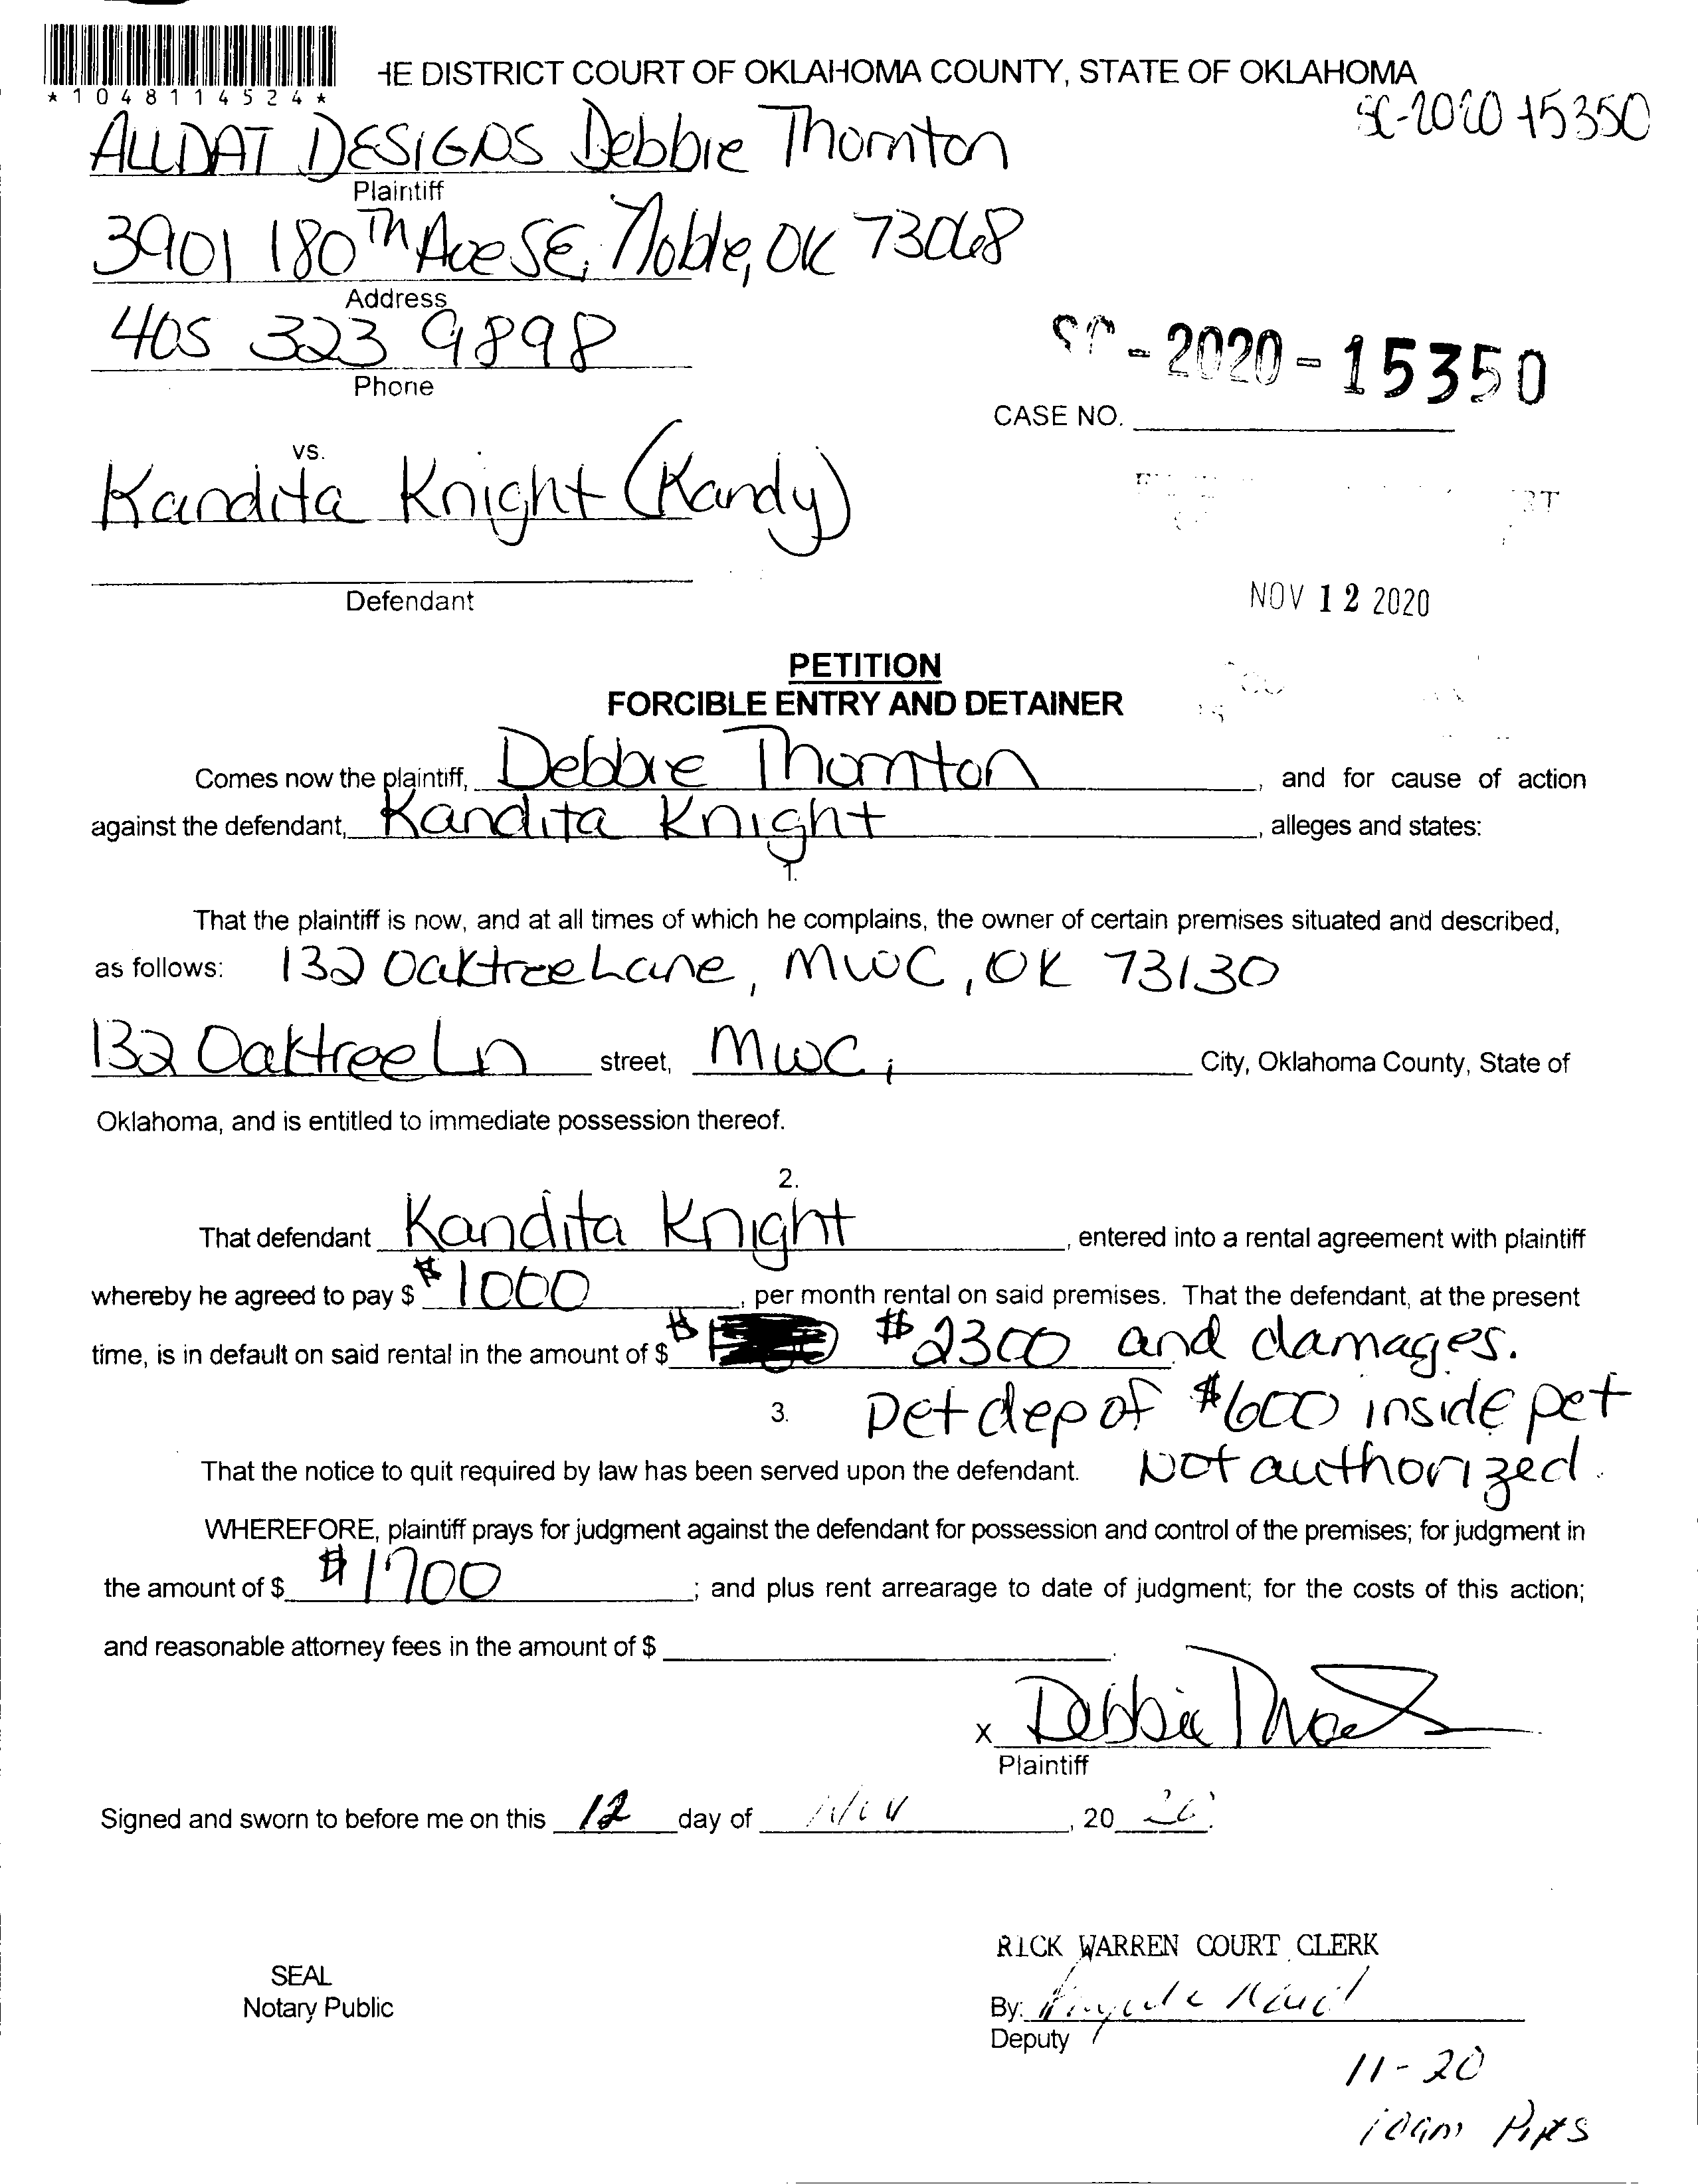 *1048114524*
HE DISTRICT COURT OF OKLAHOMA COUNTY, STATE OF OKLAHOMA
SC-2020 15350
ALLDAT DESIGNS Debbie Thornton
Plaintiff
3901 180th Ave SE, Noble, OK 73068
Address
405 323 9898
Phone
SC-2020-15350
CASE NO.
vs.
Kandita Knight (Kandy)
Defendant
NOV 12 2020
PETITION
FORCIBLE ENTRY AND DETAINER
Comes now the plaintiff, Debbie Thornton, and for cause of action
against the defendant, Kandita Knight, alleges and states:
1.
That the plaintiff is now, and at all times of which he complains, the owner of certain premises situated and described,
as follows: 132 Oaktree Lane, MWC, OK 73130
132 Oaktree Ln street, MWC, City, Oklahoma County, State of
Oklahoma, and is entitled to immediate possession thereof.
2.
That defendant Kandita Knight, entered into a rental agreement with plaintiff
whereby he agreed to pay $ $1000, per month rental on said premises. That the defendant, at the present
time, is in default on said rental in the amount of $ $ $2300 and damages.
3. Pet dep of $600 inside pet
That the notice to quit required by law has been served upon the defendant. Not authorized.
WHEREFORE, plaintiff prays for judgment against the defendant for possession and control of the premises; for judgment in
the amount of $ $1700; and plus rent arrearage to date of judgment; for the costs of this action;
and reasonable attorney fees in the amount of $
X Debbie
Plaintiff
Signed and sworn to before me on this 12 day of Nov, 20 20.
RICK WARREN COURT CLERK
SEAL
Notary Public
By:
Deputy
11-20
10am